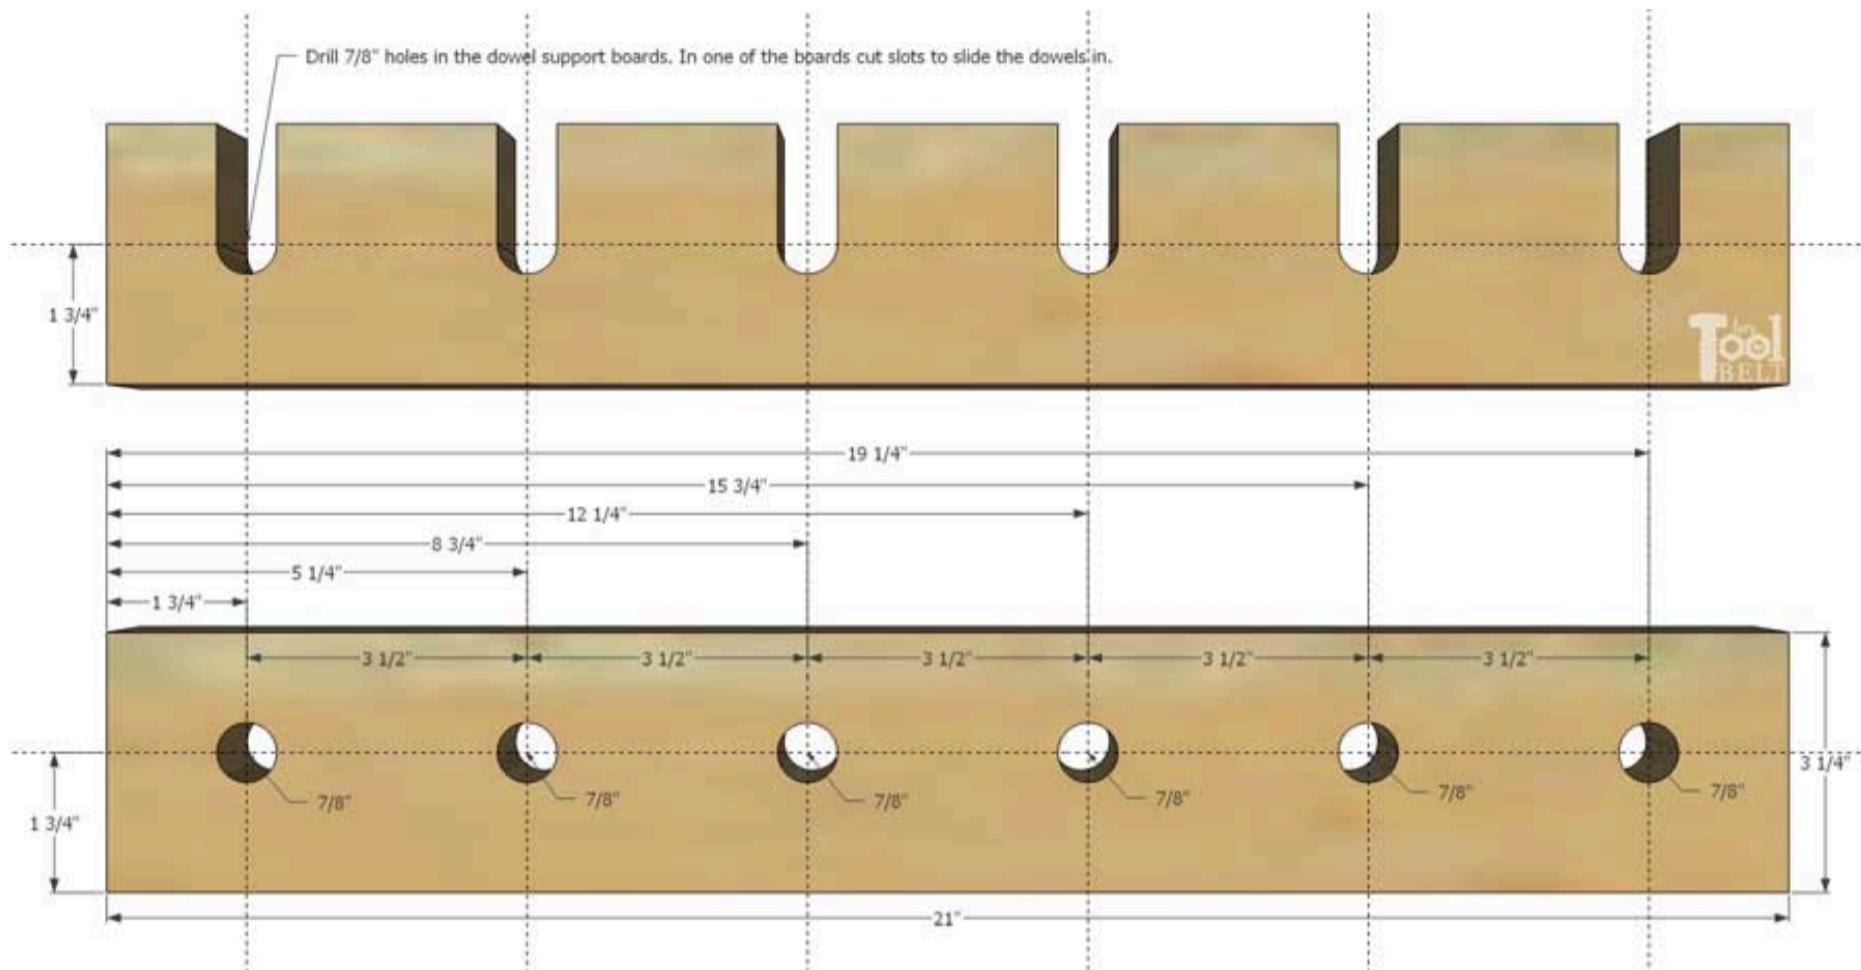 Drill 7/8" holes in the dowel support boards. In one of the boards cut slots to slide the dowels in.
1 3/4"
her
Tool
BELT
19 1/4"
15 3/4"
12 1/4"
8 3/4"
5 1/4"
1 3/4"
3 1/2" 3 1/2" 3 1/2" 3 1/2" 3 1/2"
3 1/4"
7/8" 7/8" 7/8" 7/8" 7/8" 7/8"
1 3/4"
21"